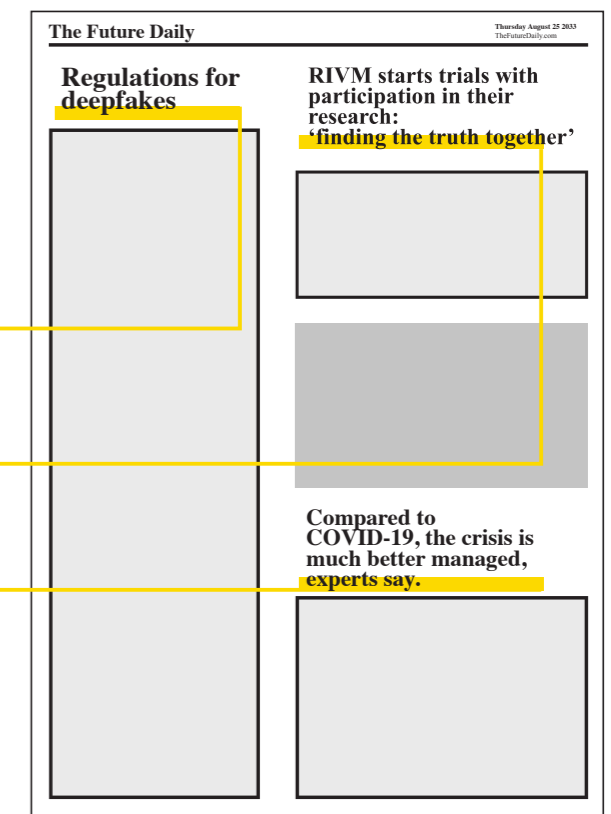 The Future Daily
Thursday August 25 2033
TheFutureDaily.com
Regulations for
deepfakes
RIVM starts trials with
participation in their
research:
‘finding the truth together’
Compared to
COVID-19, the crisis is
much better managed,
experts say.